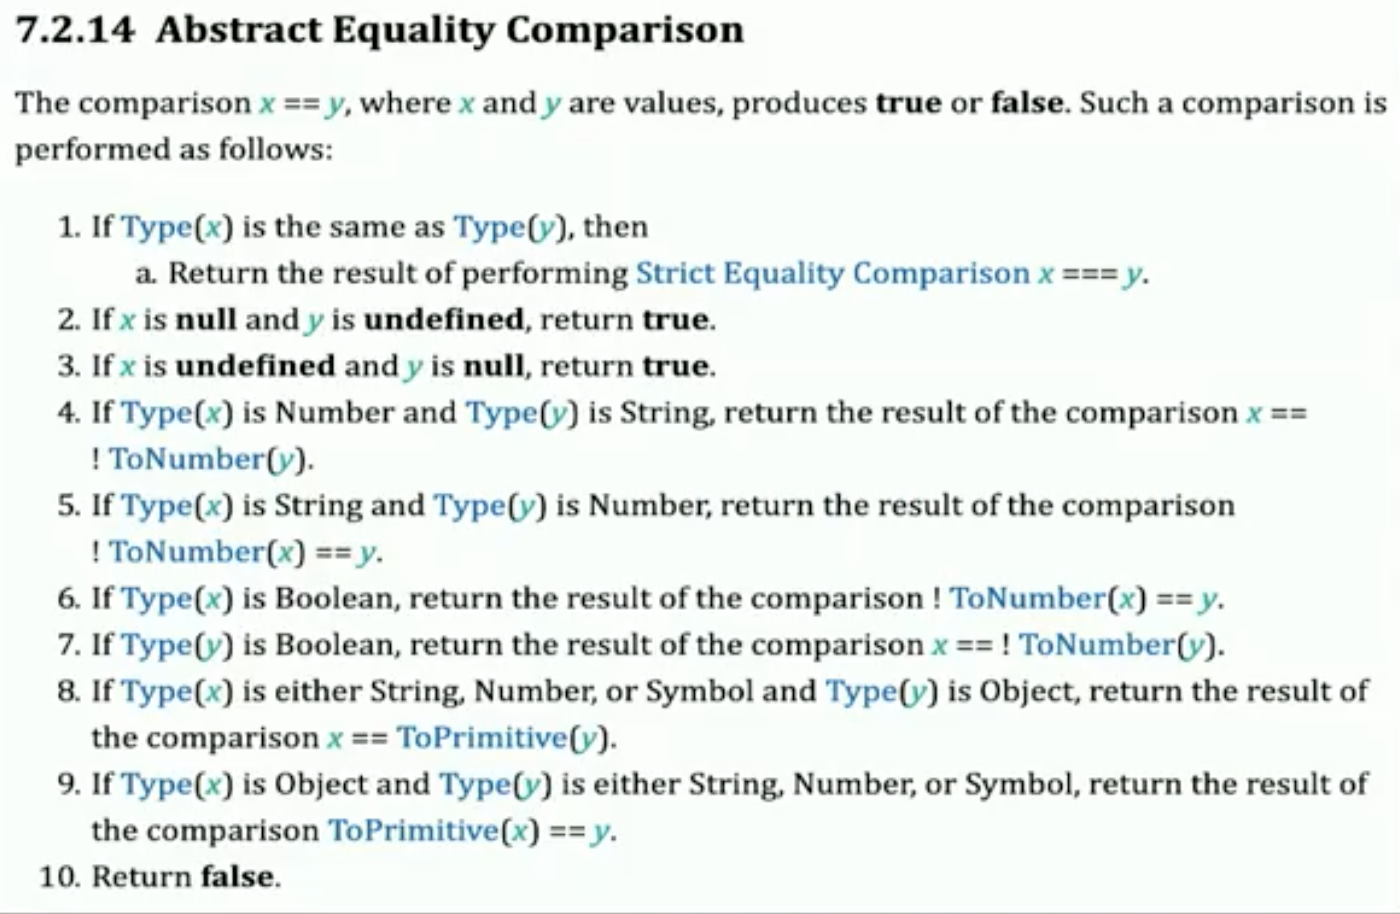 7.2.14 Abstract Equality Comparison
The comparison x == y, where x and y are values, produces true or false. Such a comparison is
performed as follows:
1. If Type(x) is the same as Type(y), then
a. Return the result of performing Strict Equality Comparison x === y.
2. If x is null and y is undefined, return true.
3. If x is undefined and y is null, return true.
4. If Type(x) is Number and Type(y) is String, return the result of the comparison x ==
! ToNumber(y).
5. If Type(x) is String and Type(y) is Number, return the result of the comparison
! ToNumber(x) == y.
6. If Type(x) is Boolean, return the result of the comparison ! ToNumber(x) == y.
7. If Type(y) is Boolean, return the result of the comparison x == ! ToNumber(y).
8. If Type(x) is either String, Number, or Symbol and Type(y) is Object, return the result of
the comparison x == ToPrimitive(y).
9. If Type(x) is Object and Type(y) is either String, Number, or Symbol, return the result of
the comparison ToPrimitive(x) == y.
10. Return false.